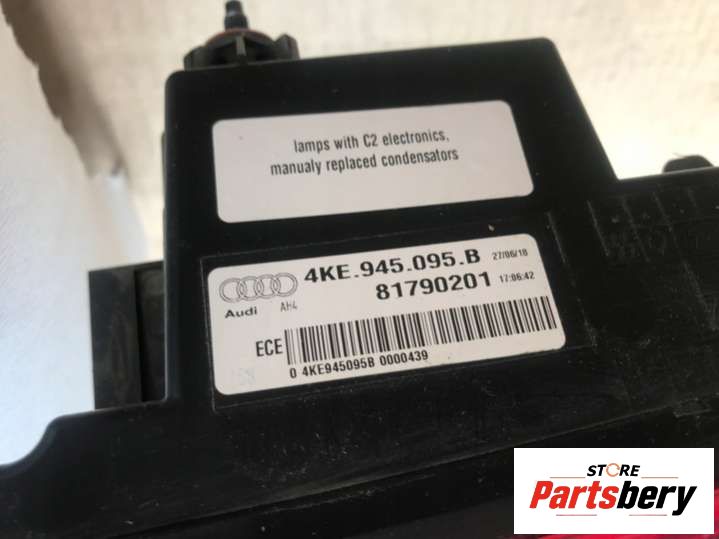 lamps with C2 electronics,
manualy replaced condensators
4KE.945.095.B 27/06/18
81790201 17:06:42
Audi AH4
ECE
0 4KE945095B 0000439
STORE
Partsbery